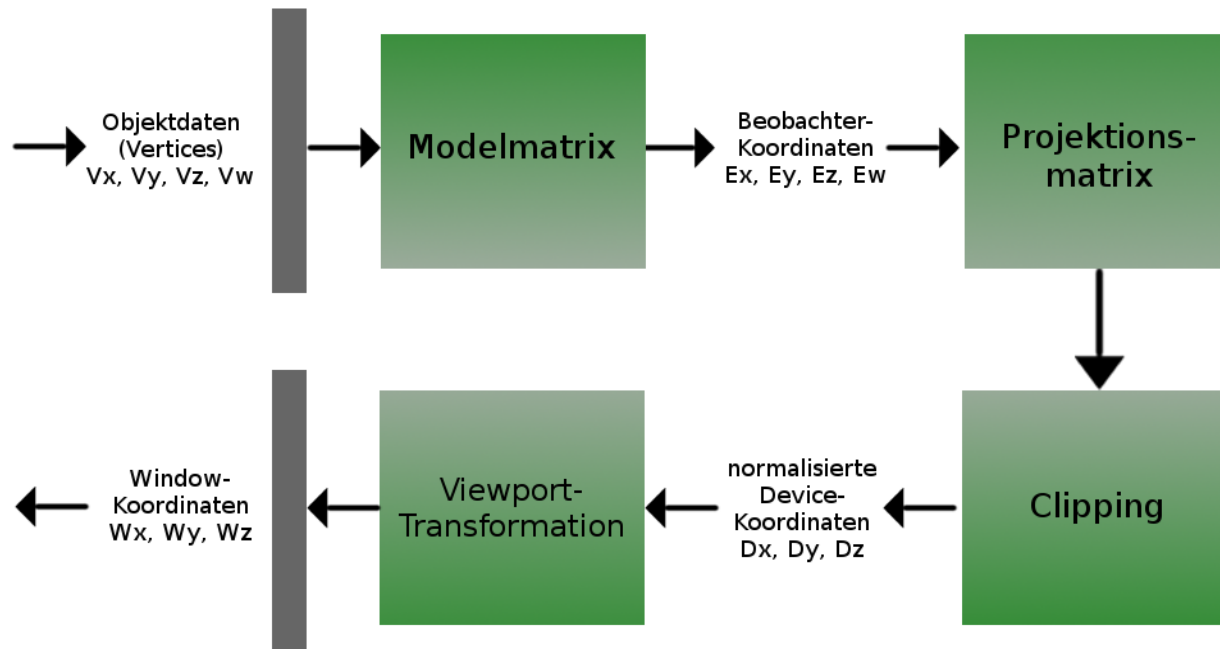 Objektdaten
(Vertices)
Vx, Vy, Vz, Vw
Modelmatrix
Beobachter-
Koordinaten
Ex, Ey, Ez, Ew
Projektions-
matrix
Clipping
normalisierte
Device-
Koordinaten
Dx, Dy, Dz
Viewport-
Transformation
Window-
Koordinaten
Wx, Wy, Wz